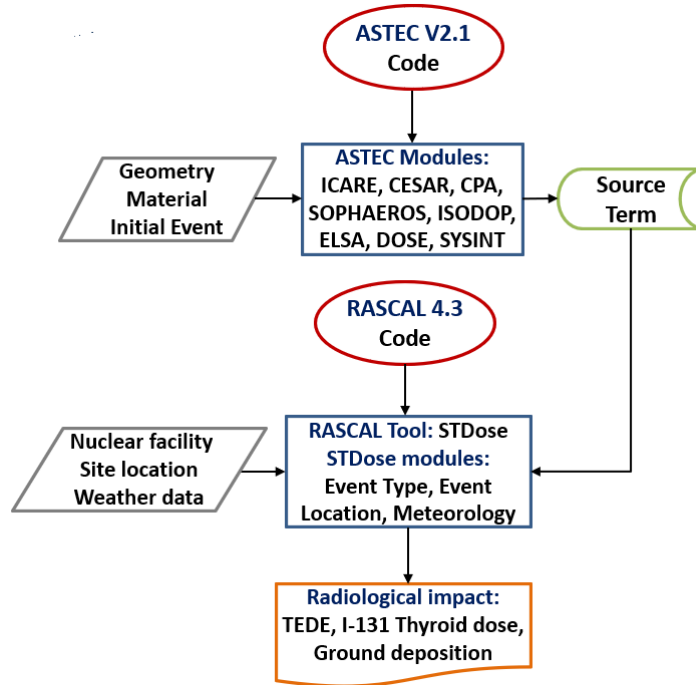 ASTEC V2.1
Code
ASTEC Modules:
ICARE, CESAR, CPA,
SOPHAEROS, ISODOP,
ELSA, DOSE, SYSINT
Geometry
Material
Initial Event
Source
Term
RASCAL 4.3
Code
Nuclear facility
Site location
Weather data
RASCAL Tool: STDose
STDose modules:
Event Type, Event
Location, Meteorology
Radiological impact:
TEDE, I-131 Thyroid dose,
Ground deposition